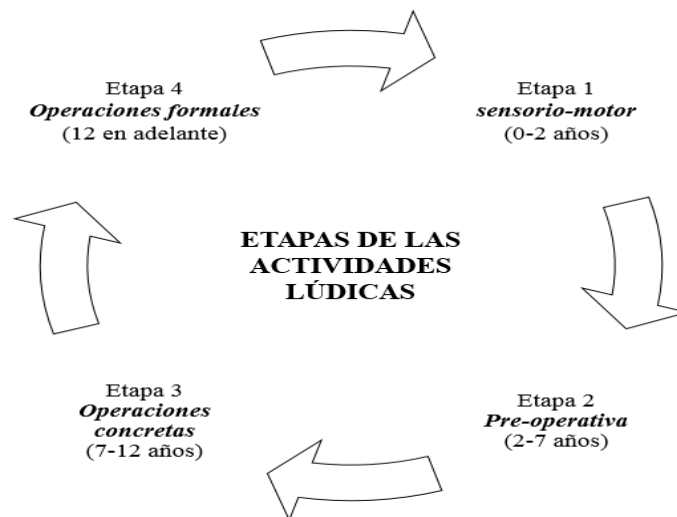 Etapa 4
Operaciones formales
(12 en adelante)
Etapa 1
sensorio-motor
(0-2 años)
ETAPAS DE LAS
ACTIVIDADES
LÚDICAS
Etapa 3
Operaciones
concretas
(7-12 años)
Etapa 2
Pre-operativa
(2-7 años)